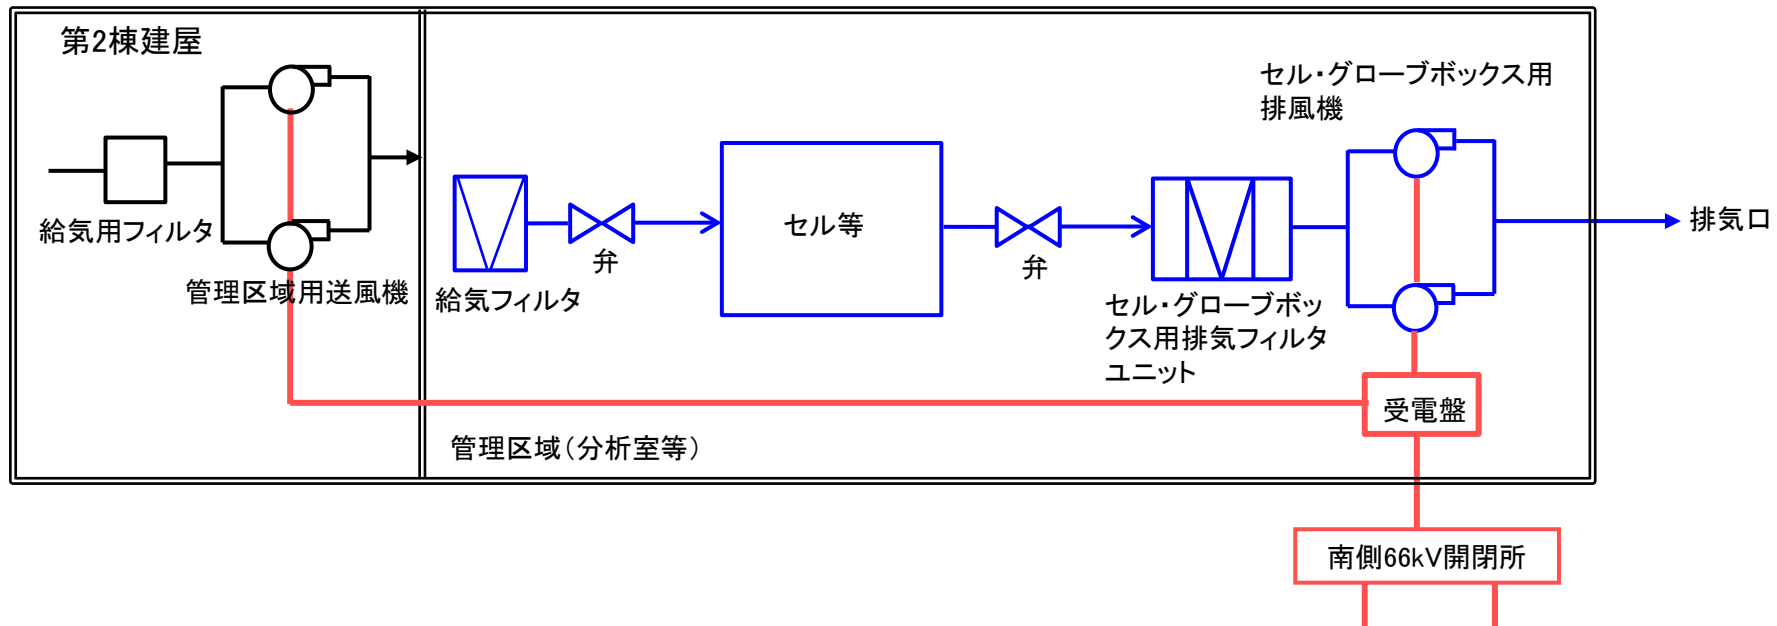 第2棟建屋
給気用フィルタ
管理区域用送風機
給気フィルタ
弁
セル等
弁
セル・グローブボッ
クス用排気フィルタ
ユニット
セル・グローブボックス用
排風機
排気口
受電盤
管理区域(分析室等)
南側66kV開閉所